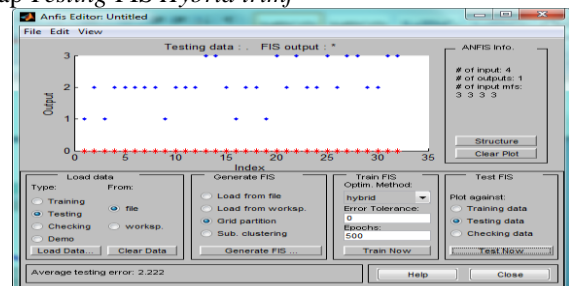 ap Testing FIS Hybrid trimf
Anfis Editor: Untitled
File Edit View
Testing data : . FIS output : *
Output
3
2
1
0
0 5 10 15 20 25 30 35
Index
ANFIS Info.
# of input: 4
# of outputs: 1
# of input mfs:
3 3 3 3
Structure
Clear Plot
Load data
Type: From:
Training
Testing
Checking
Demo
file
worksp.
Load Data... Clear Data
Generate FIS
Load from file
Load from worksp.
Grid partition
Sub. clustering
Generate FIS ...
Train FIS
Optim. Method:
hybrid
Error Tolerance:
0
Epochs:
500
Train Now
Test FIS
Plot against:
Training data
Testing data
Checking data
Test Now
Average testing error: 2.222
Help Close